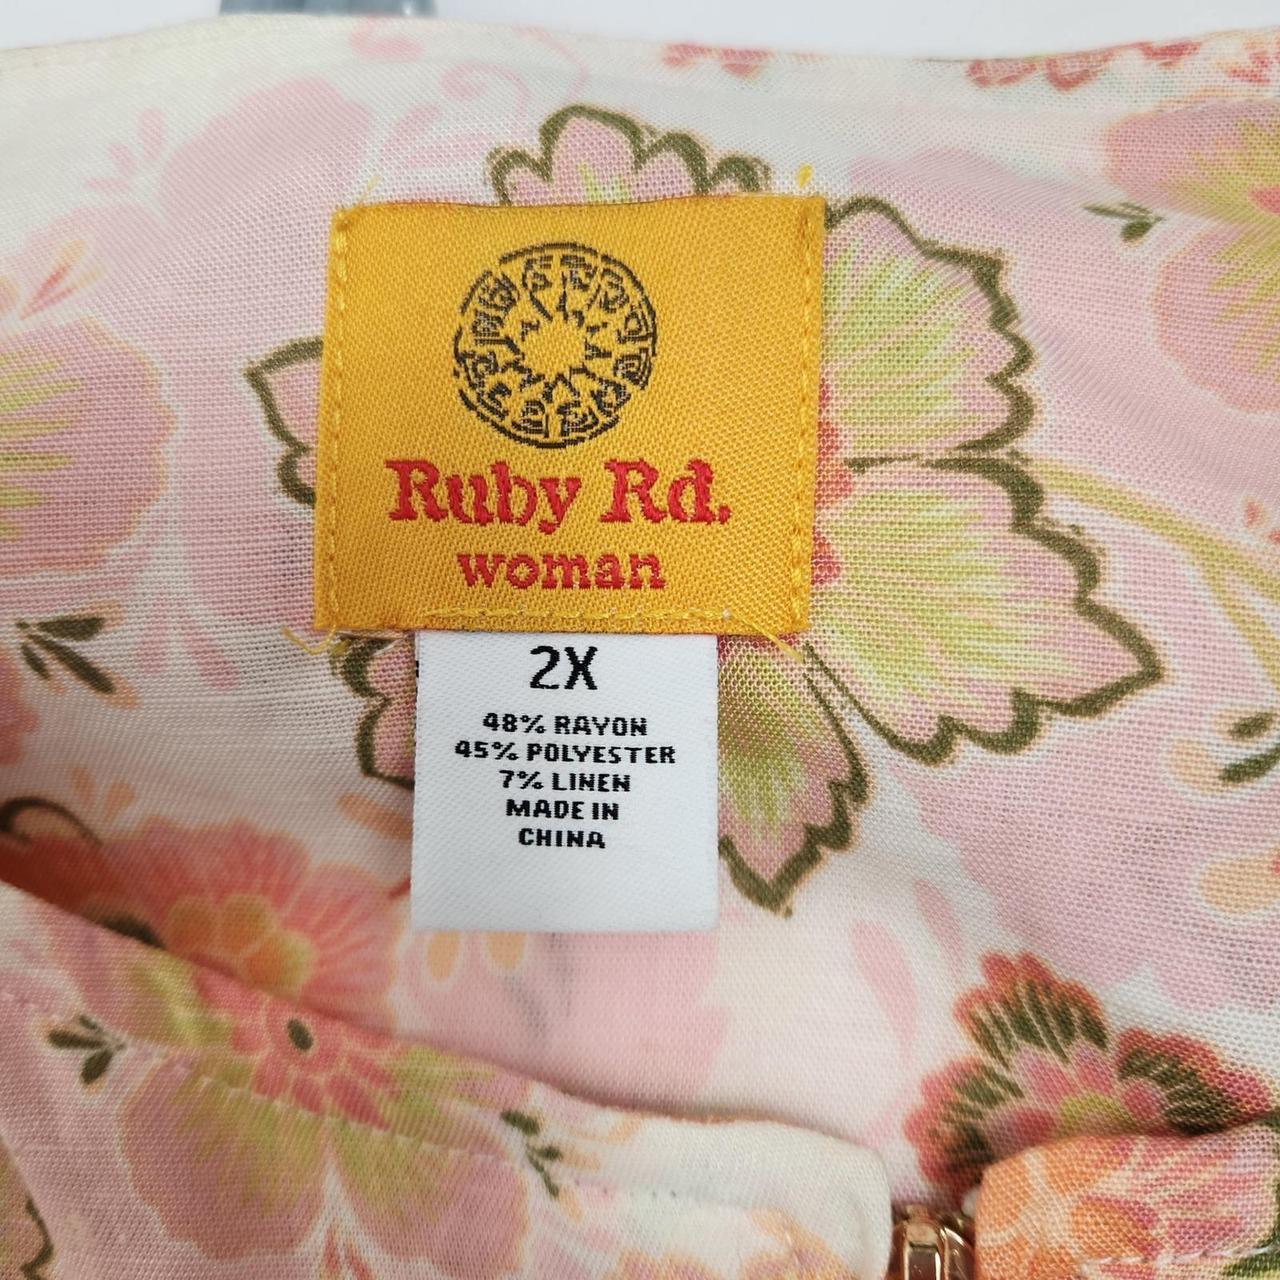 Ruby Rd.
woman
2X
48% RAYON
45% POLYESTER
7% LINEN
MADE IN
CHINA